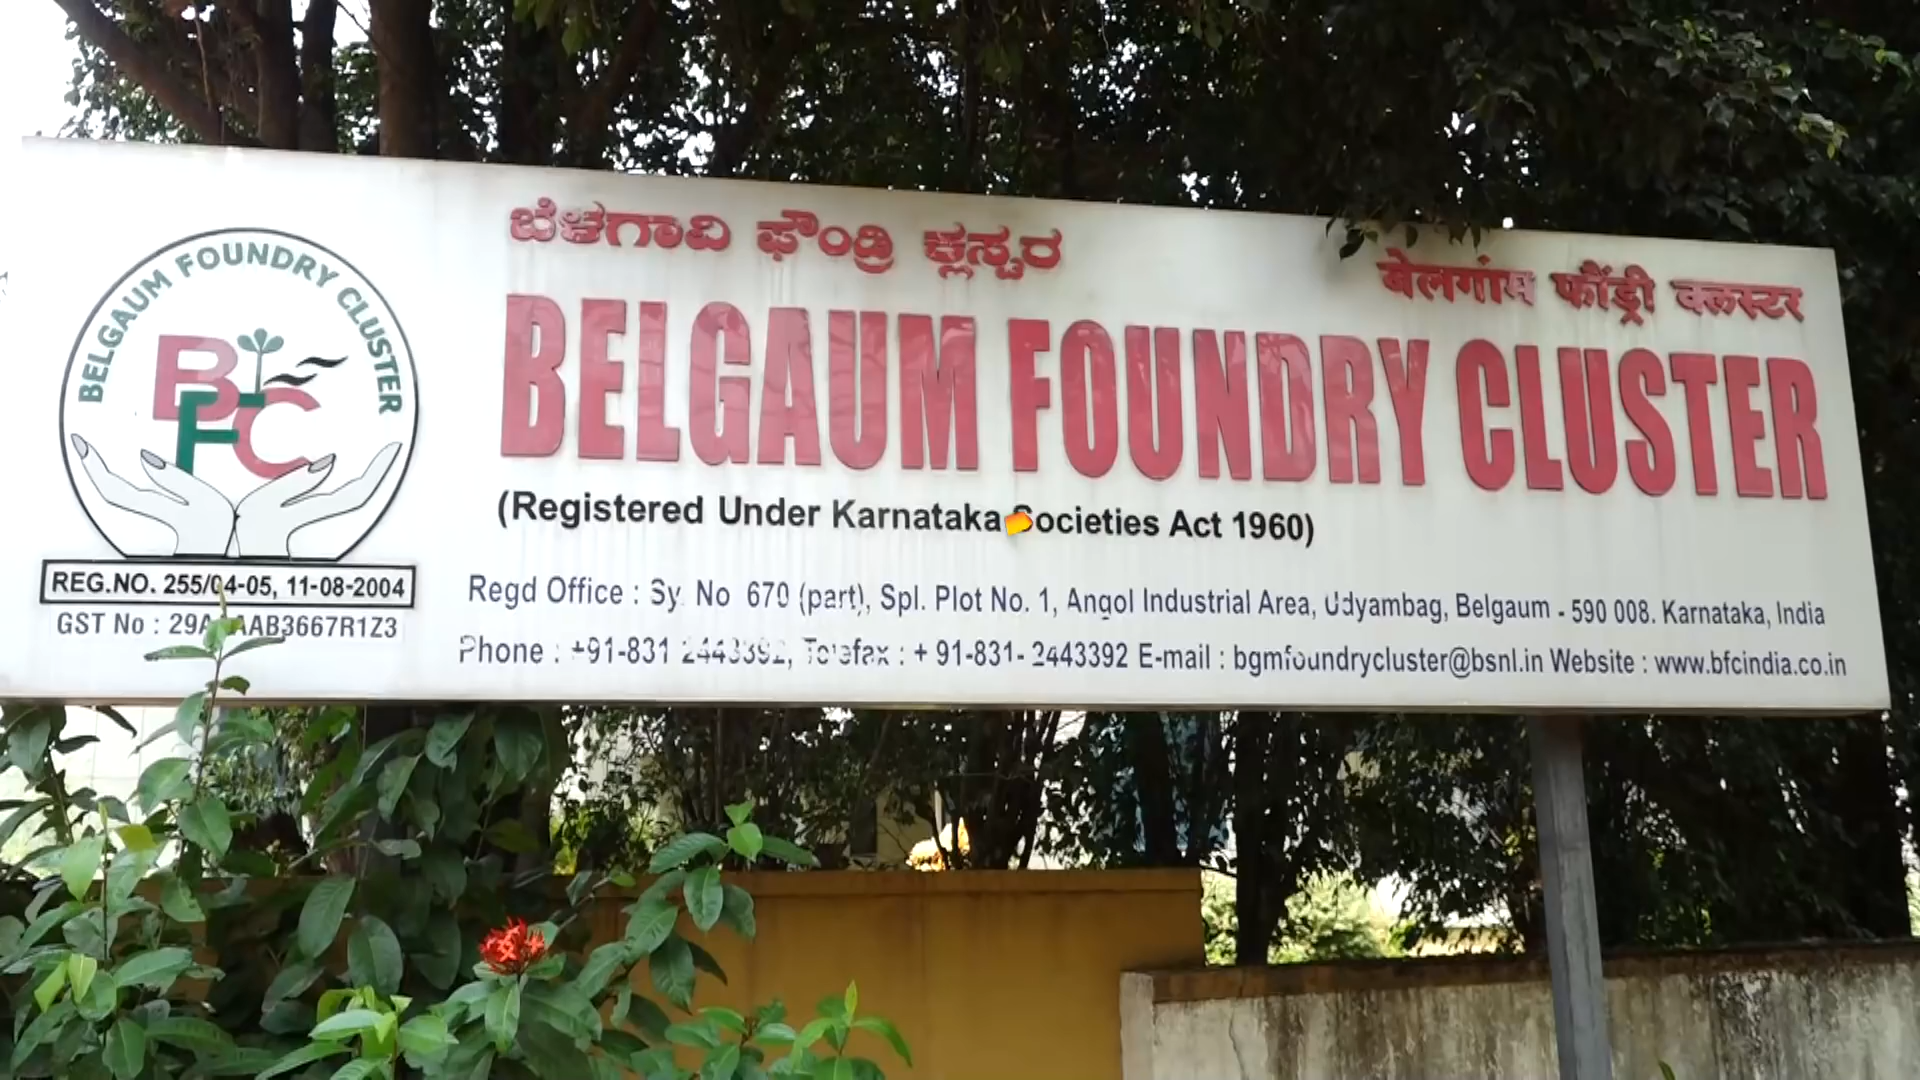 BELGAUM FOUNDRY CLUSTER
BFC
REG.NO. 255/04-05, 11-08-2004
GST No :
ಬೆಳಗಾವಿ ಫೌಂಡ್ರಿ ಕ್ಲಸ್ಟರ
बेलगांम फौंड्री क्लस्टर
BELGAUM FOUNDRY CLUSTER
(Registered Under Karnataka Societies Act 1960)
Regd Office : Sy. No 670 (part), Spl. Plot No. 1, Angol Industrial Area, Udyambag, Belgaum - 590 008. Karnataka, India
Phone : +91-831 2443392, Telefax : + 91-831- 2443392 E-mail : bgmfoundrycluster@bsnl.in Website : www.bfcindia.co.in